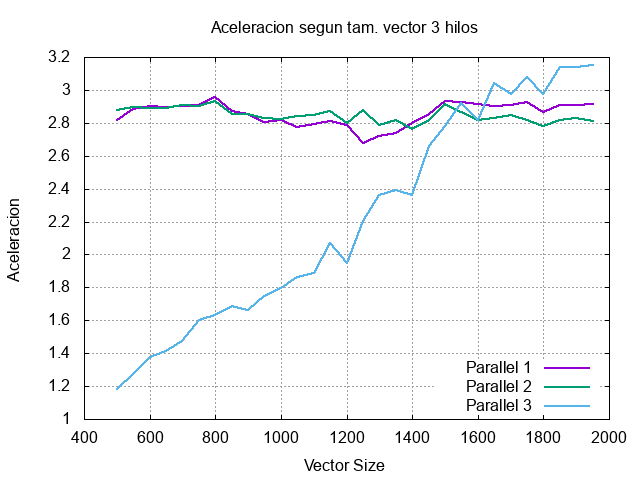 Aceleracion segun tam. vector 3 hilos
3.2
3
2.8
2.6
2.4
2.2
2
1.8
1.6
1.4
1.2
1
Aceleracion
Parallel 1
Parallel 2
Parallel 3
400 600 800 1000 1200 1400 1600 1800 2000
Vector Size